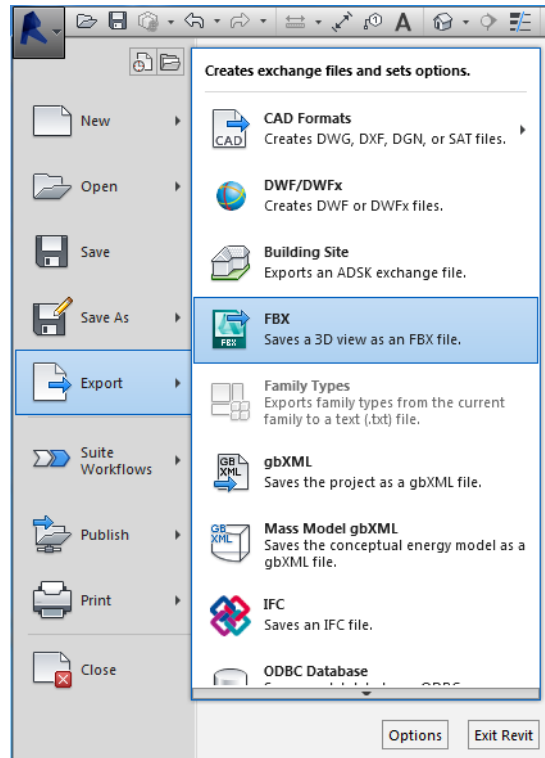 Creates exchange files and sets options.
New
Open
Save
Save As
Export
Suite
Workflows
Publish
Print
Close
CAD
CAD Formats
Creates DWG, DXF, DGN, or SAT files.
DWF/DWFx
Creates DWF or DWFx files.
Building Site
Exports an ADSK exchange file.
FBX
FBX
Saves a 3D view as an FBX file.
Family Types
Exports family types from the current
family to a text (.txt) file.
GB
XML
gbXML
Saves the project as a gbXML file.
GB
XML
Mass Model gbXML
Saves the conceptual energy model as a
gbXML file.
IFC
Saves an IFC file.
ODBC Database
Options
Exit Revit